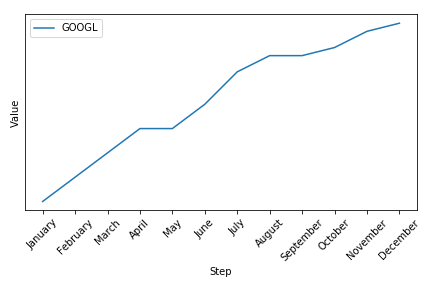 GOOGL
Value
January
February
March
April
May
June
July
August
September
October
November
December
Step